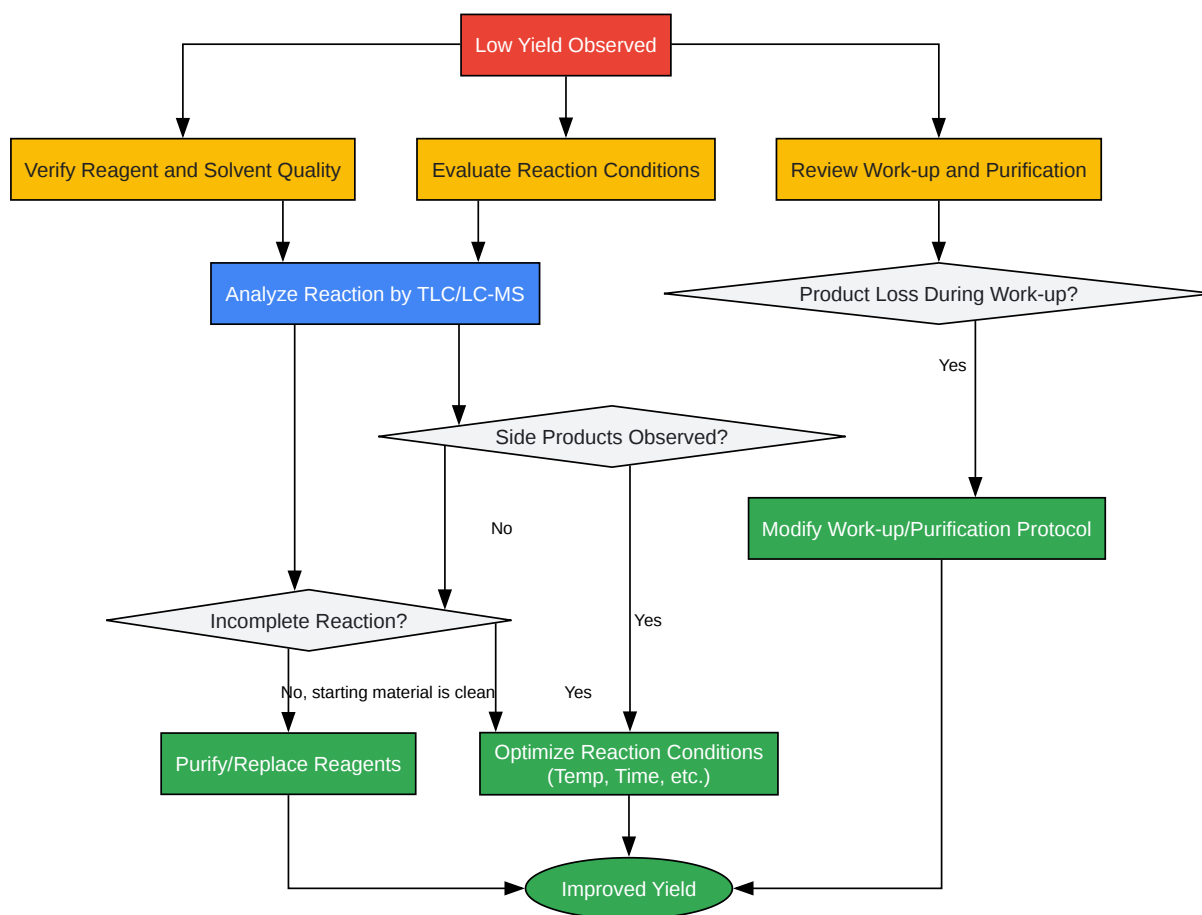 Low Yield Observed
Verify Reagent and Solvent Quality
Evaluate Reaction Conditions
Review Work-up and Purification
Analyze Reaction by TLC/LC-MS
Product Loss During Work-up?
Yes
Side Products Observed?
No
Modify Work-up/Purification Protocol
Incomplete Reaction?
Yes
No, starting material is clean
Yes
Purify/Replace Reagents
Optimize Reaction Conditions
(Temp, Time, etc.)
Improved Yield